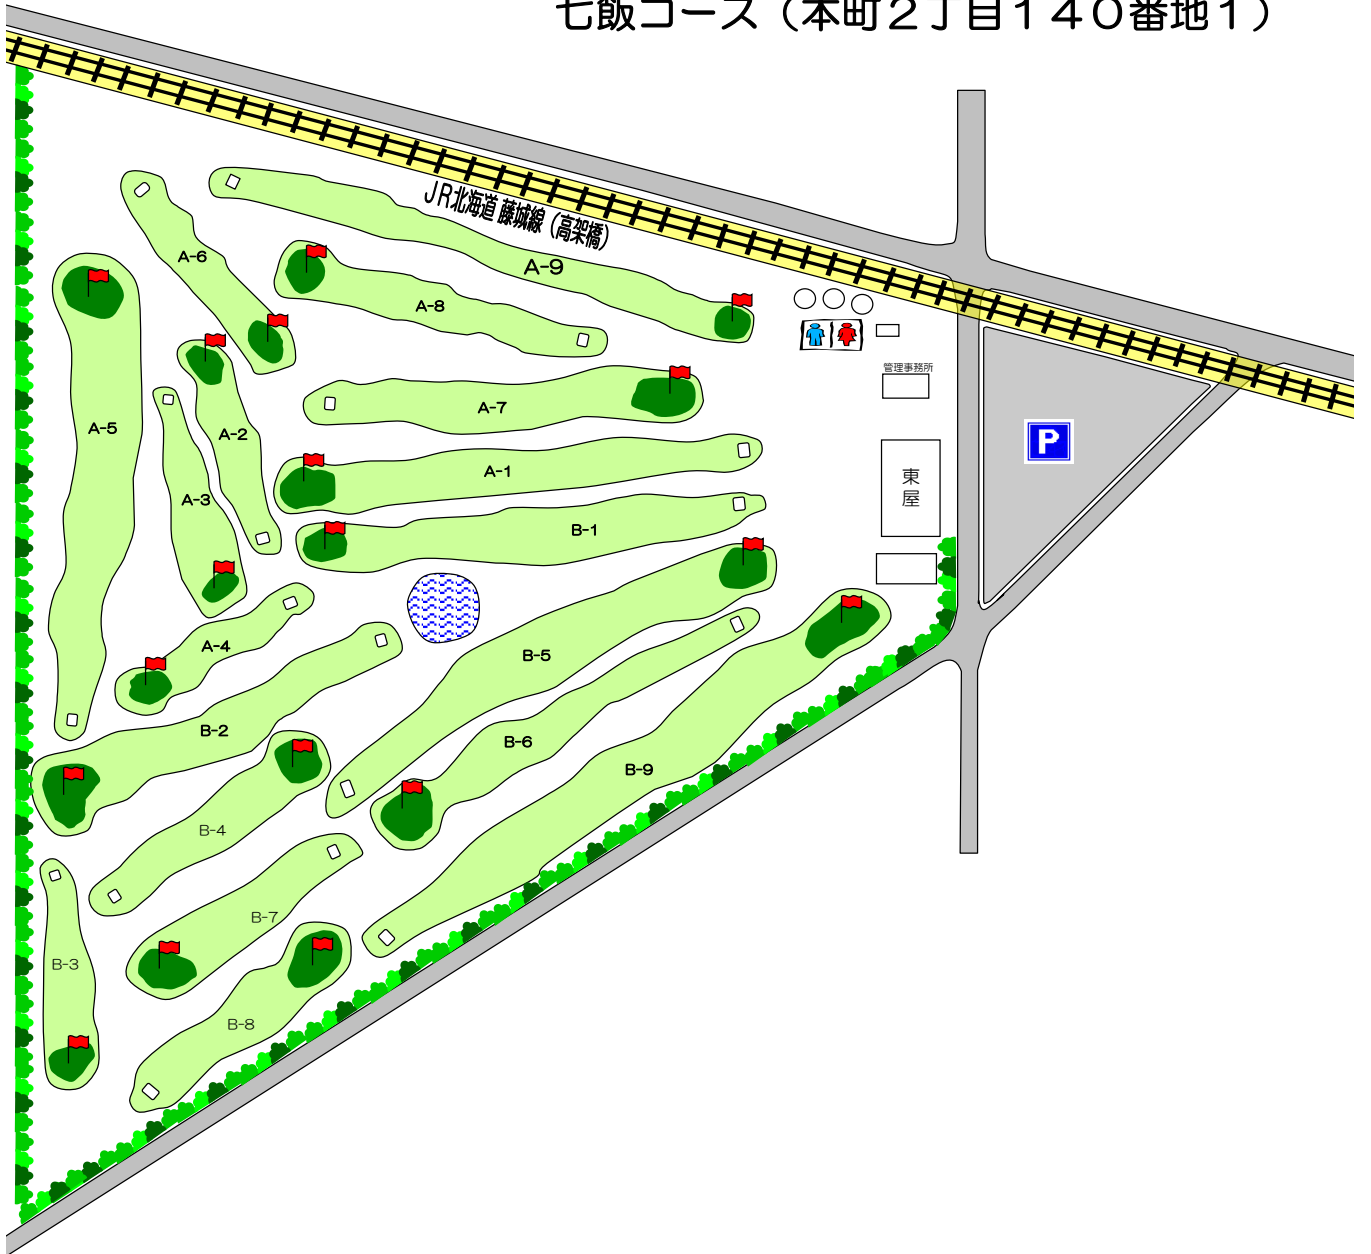 七飯コース（本町２丁目１４０番地１）
ＪＲ北海道 藤城線（高架橋）
A-6
A-9
A-8
管理事務所
A-7
A-5
A-2
P
A-1
東屋
A-3
B-1
A-4
B-5
B-2
B-6
B-9
B-4
B-7
B-3
B-8